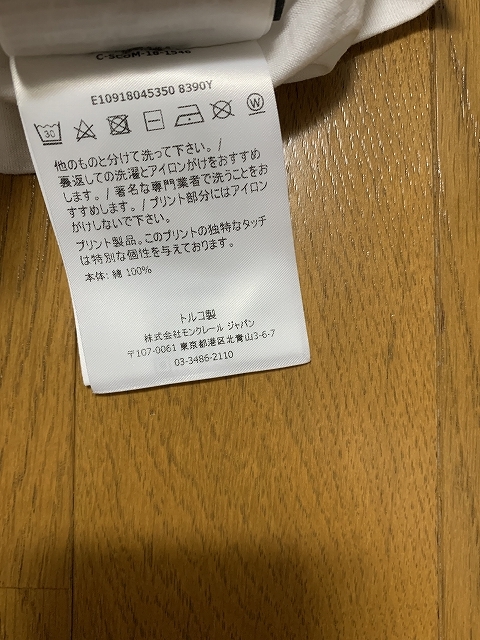 E10918045350 8390Y
30
W
他のものと分けて洗って下さい。/
裏返しての洗濯とアイロンがけをおすすめ
します。/ 著名な専門業者で洗うことをお
すすめします。/ プリント部分にはアイロン
がけしないで下さい。
プリント製品。このプリントの独特なタッチ
は特別な個性を与えております。
本体: 綿 100%
トルコ製
株式会社モンクレール ジャパン
〒107-0061 東京都港区北青山3-6-7
03-3486-2110